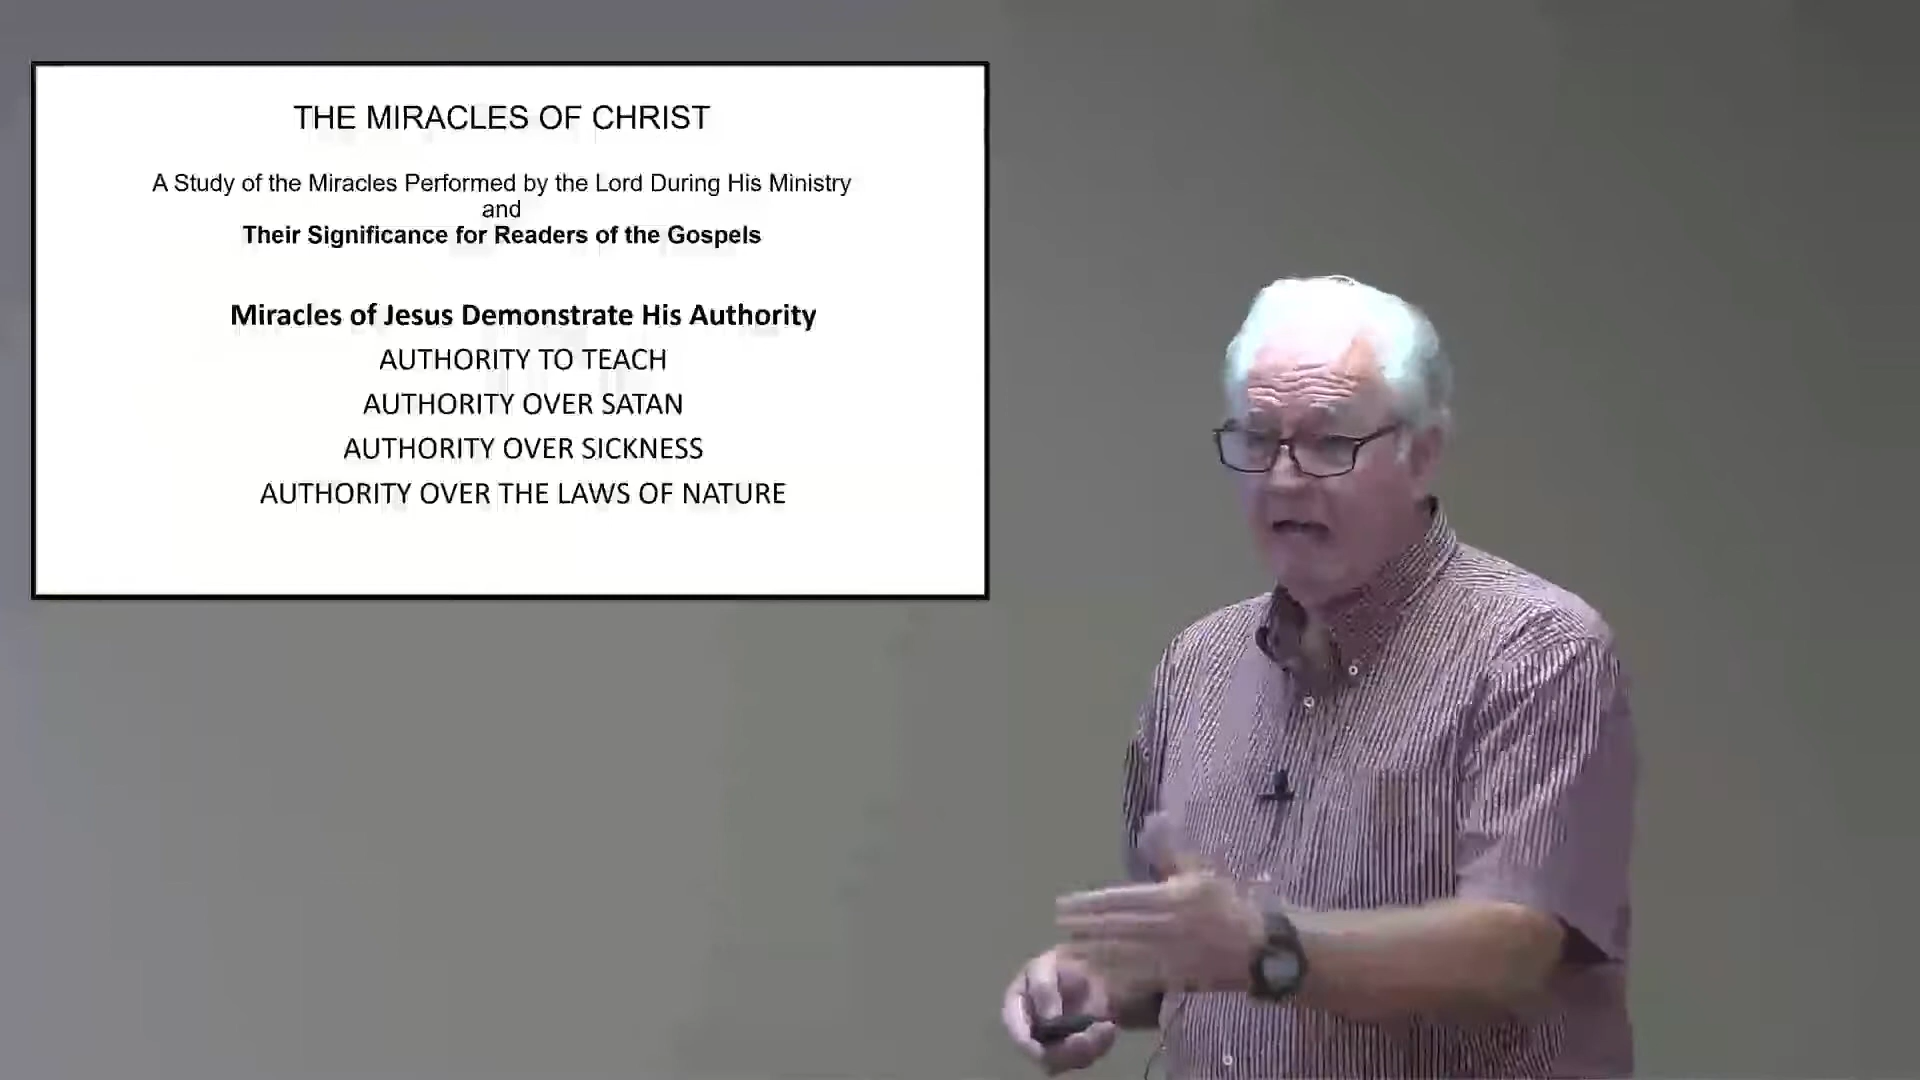 THE MIRACLES OF CHRIST
A Study of the Miracles Performed by the Lord During His Ministry
and
Their Significance for Readers of the Gospels
Miracles of Jesus Demonstrate His Authority
AUTHORITY TO TEACH
AUTHORITY OVER SATAN
AUTHORITY OVER SICKNESS
AUTHORITY OVER THE LAWS OF NATURE